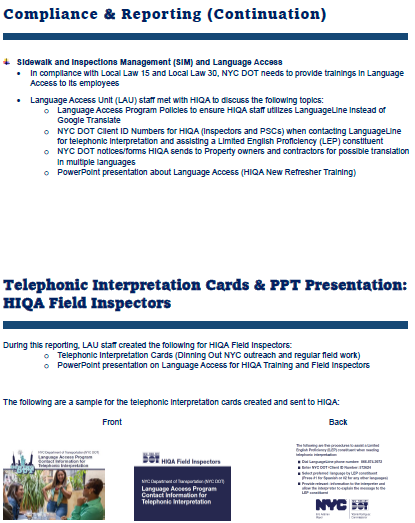 Compliance & Reporting (Continuation)
Sidewalk and Inspections Management (SIM) and Language Access
• In compliance with Local Law 15 and Local Law 30, NYC DOT needs to provide trainings in Language
Access to its employees
• Language Access Unit (LAU) staff met with HIQA to discuss the following topics:
o Language Access Program Policies to ensure HIQA staff utilizes LanguageLine instead of
Google Translate
o NYC DOT Client ID Numbers for HIQA (Inspectors and PSCs) when contacting LanguageLine
for telephonic interpretation and assisting a Limited English Proficiency (LEP) constituent
o NYC DOT notices/forms HIQA sends to Property owners and contractors for possible translation
in multiple languages
o PowerPoint presentation about Language Access (HIQA New Refresher Training)
Telephonic Interpretation Cards & PPT Presentation:
HIQA Field Inspectors
During this reporting, LAU staff created the following for HIQA Field Inspectors:
o Telephonic Interpretation Cards (Dinning Out NYC outreach and regular field work)
o PowerPoint presentation on Language Access for HIQA Training and Field Inspectors
The following are a sample for the telephonic interpretation cards created and sent to HIQA:
Front
Back
NYC Department of Transportation (NYC DOT)
Language Access Program
Contact Information for
Telephonic Interpretation
DOT HIQA Field Inspectors
NYC Department of Transportation (NYC DOT)
Language Access Program
Contact Information for
Telephonic Interpretation
The following are the procedures to assist a Limited
English Proficiency (LEP) constituent when needing
telephonic interpretation:
Dial LanguageLine phone number:
Enter NYC DOT-Client ID Number:
Select preferred language by LEP constituent
(Press #1 for Spanish or #2 for any other languages)
Provide relevant information to the interpreter and
allow the interpreter to explain the message to the
LEP constituent
NYC DOT